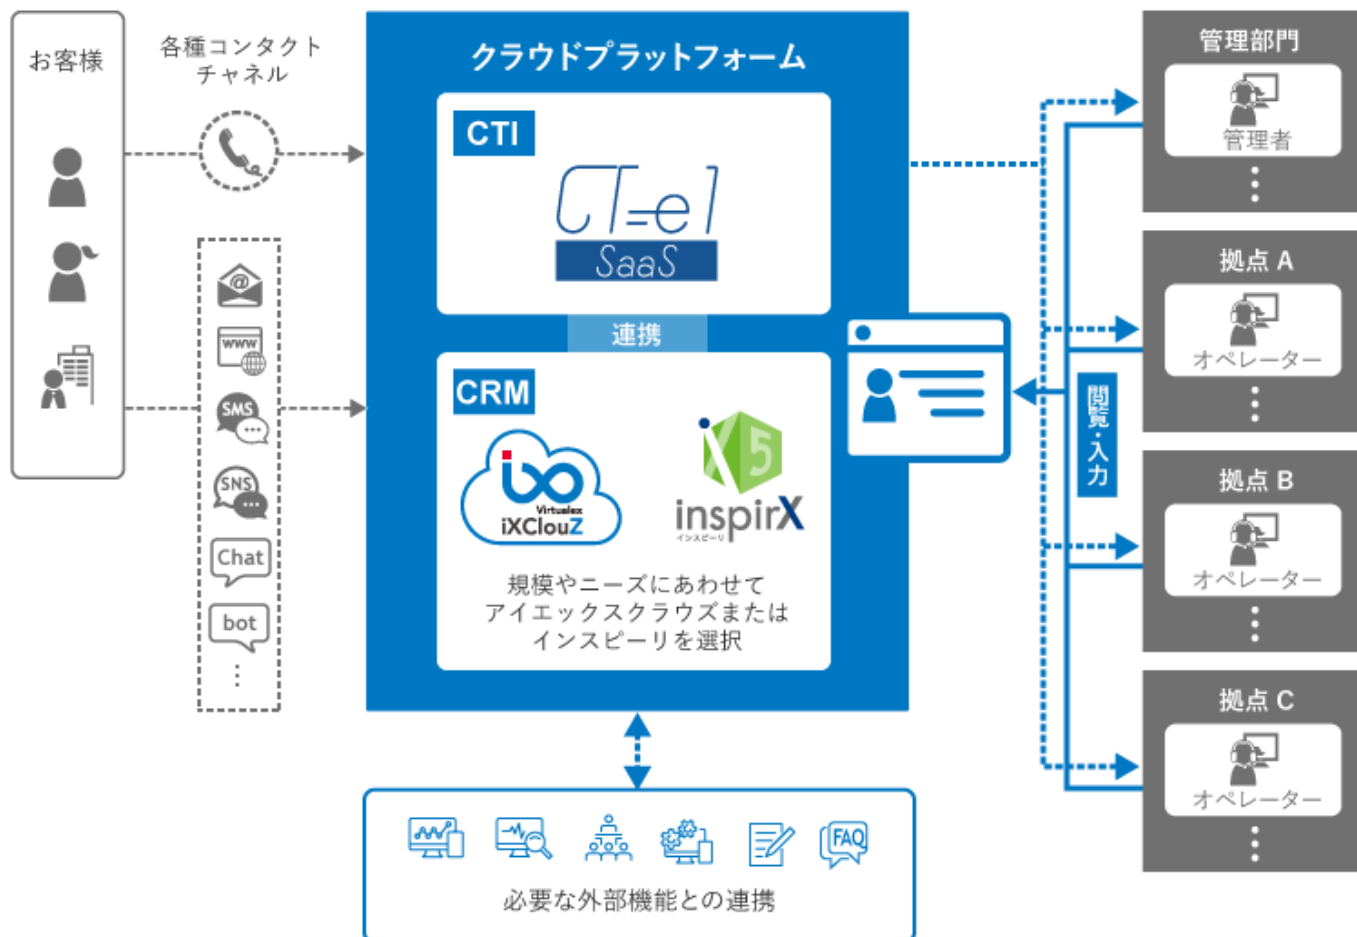 お客様
各種コンタクト
チャネル
@
www
SMS
SNS
Chat
bot
クラウドプラットフォーム
CTI
CT=e1
SaaS
連携
CRM
Virtualex
iXClouZ
iX5
inspirX
インスピーリ
規模やニーズにあわせて
アイエックスクラウズまたは
インスピーリを選択
FAQ
必要な外部機能との連携
閲覧・入力
管理部門
管理者
拠点 A
オペレーター
拠点 B
オペレーター
拠点 C
オペレーター